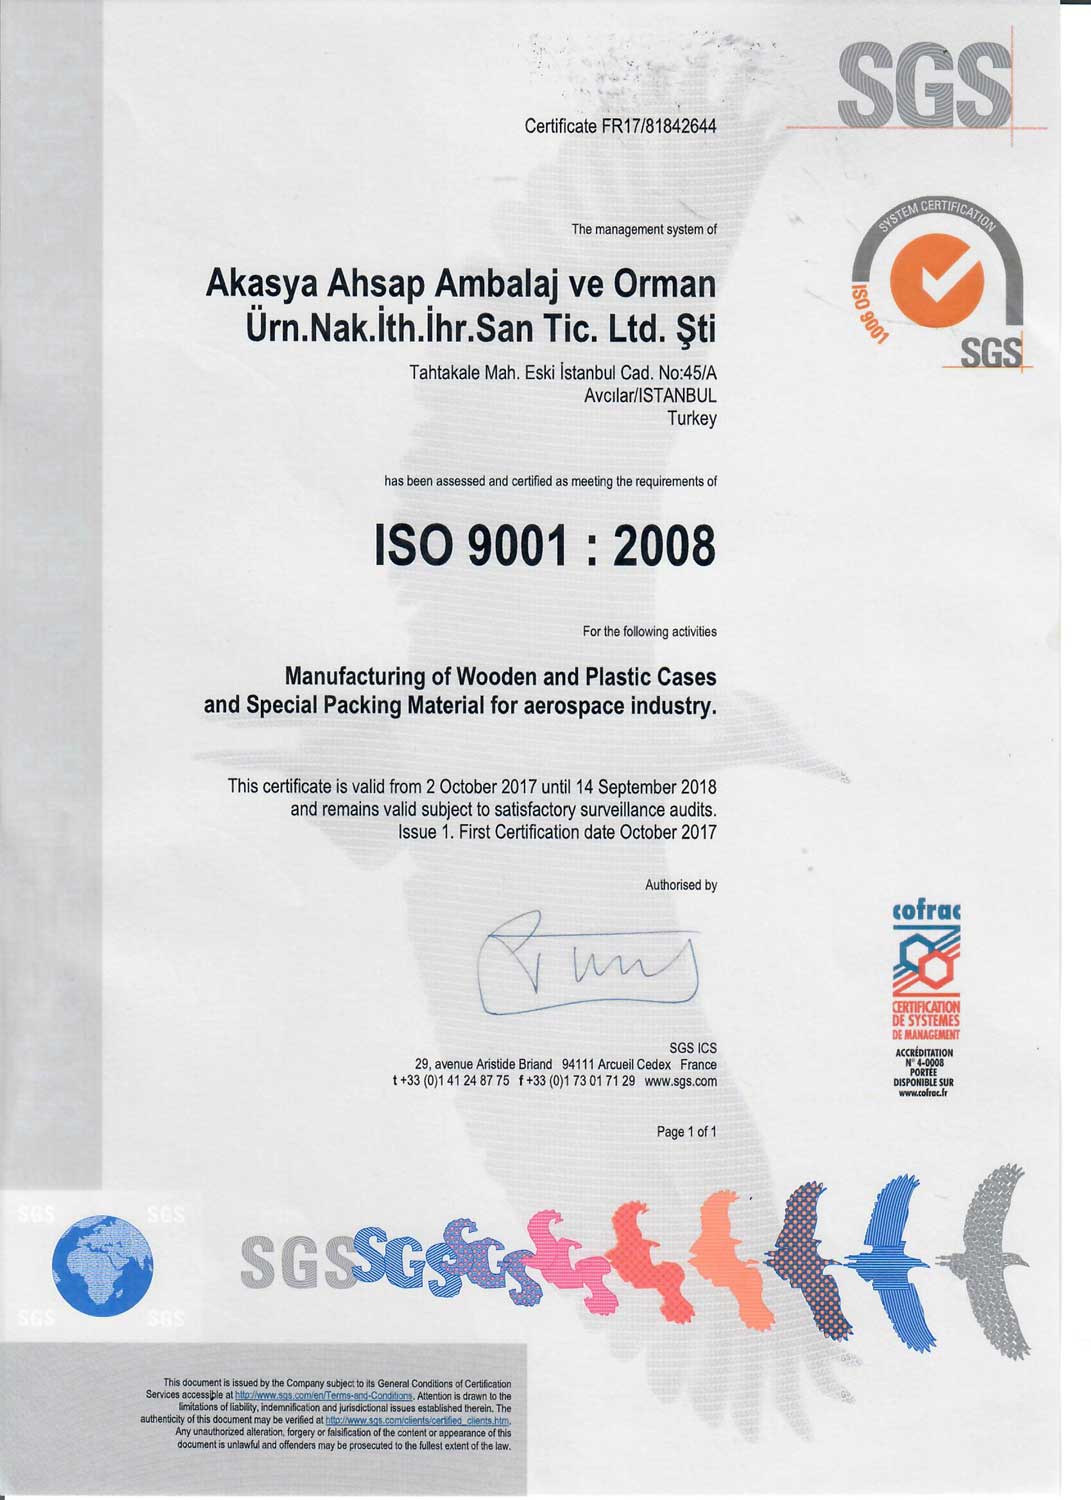 SGS
Certificate FR17/81842644
SYSTEM CERTIFICATION
ISO 9001
SGS
The management system of
Akasya Ahsap Ambalaj ve Orman
Ürn.Nak.İth.İhr.San Tic. Ltd. Şti
Tahtakale Mah. Eski İstanbul Cad. No:45/A
Avcılar/ISTANBUL
Turkey
has been assessed and certified as meeting the requirements of
ISO 9001 : 2008
For the following activities
Manufacturing of Wooden and Plastic Cases
and Special Packing Material for aerospace industry.
This certificate is valid from 2 October 2017 until 14 September 2018
and remains valid subject to satisfactory surveillance audits.
Issue 1. First Certification date October 2017
Authorised by
cofrac
CERTIFICATION
DE SYSTEMES
DE MANAGEMENT
ACCRÉDITATION
N° 4-0008
PORTÉE
DISPONIBLE SUR
www.cofrac.fr
SGS ICS
29, avenue Aristide Briand 94111 Arcueil Cedex France
t +33 (0)1 41 24 87 75 f +33 (0)1 73 01 71 29 www.sgs.com
Page 1 of 1
SGS SGS
SGS SGS
SGS SGS SGS
This document is issued by the Company subject to its General Conditions of Certification
Services accessible at http://www.sgs.com/en/Terms-and-Conditions. Attention is drawn to the
limitations of liability, indemnification and jurisdictional issues established therein. The
authenticity of this document may be verified at http://www.sgs.com/clients/certified_clients.htm.
Any unauthorized alteration, forgery or falsification of the content or appearance of this
document is unlawful and offenders may be prosecuted to the fullest extent of the law.